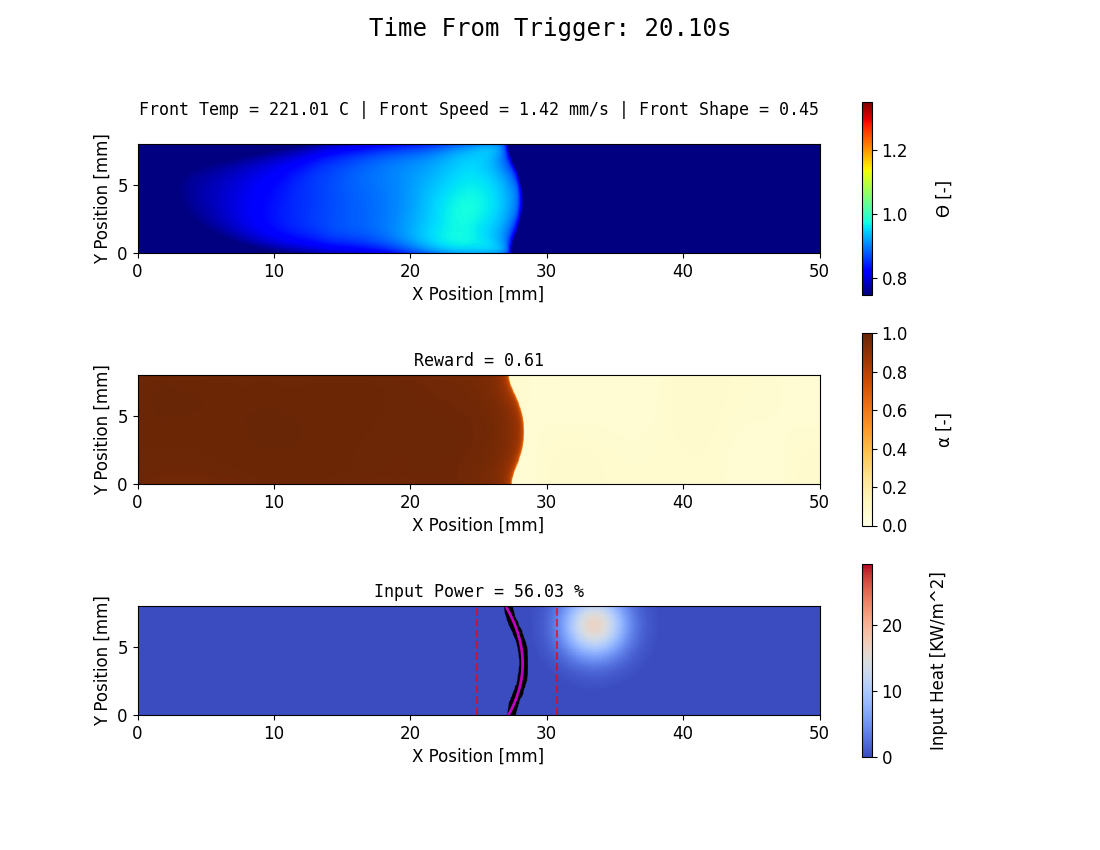 Time From Trigger: 20.10s
Front Temp = 221.01 C | Front Speed = 1.42 mm/s | Front Shape = 0.45
Y Position [mm]
5
0
0 10 20 30 40 50
X Position [mm]
1.2
1.0
0.8
Θ [-]
Reward = 0.61
Y Position [mm]
5
0
0 10 20 30 40 50
X Position [mm]
1.0
0.8
0.6
0.4
0.2
0.0
α [-]
Input Power = 56.03 %
Y Position [mm]
5
0
0 10 20 30 40 50
X Position [mm]
20
10
0
Input Heat [KW/m^2]